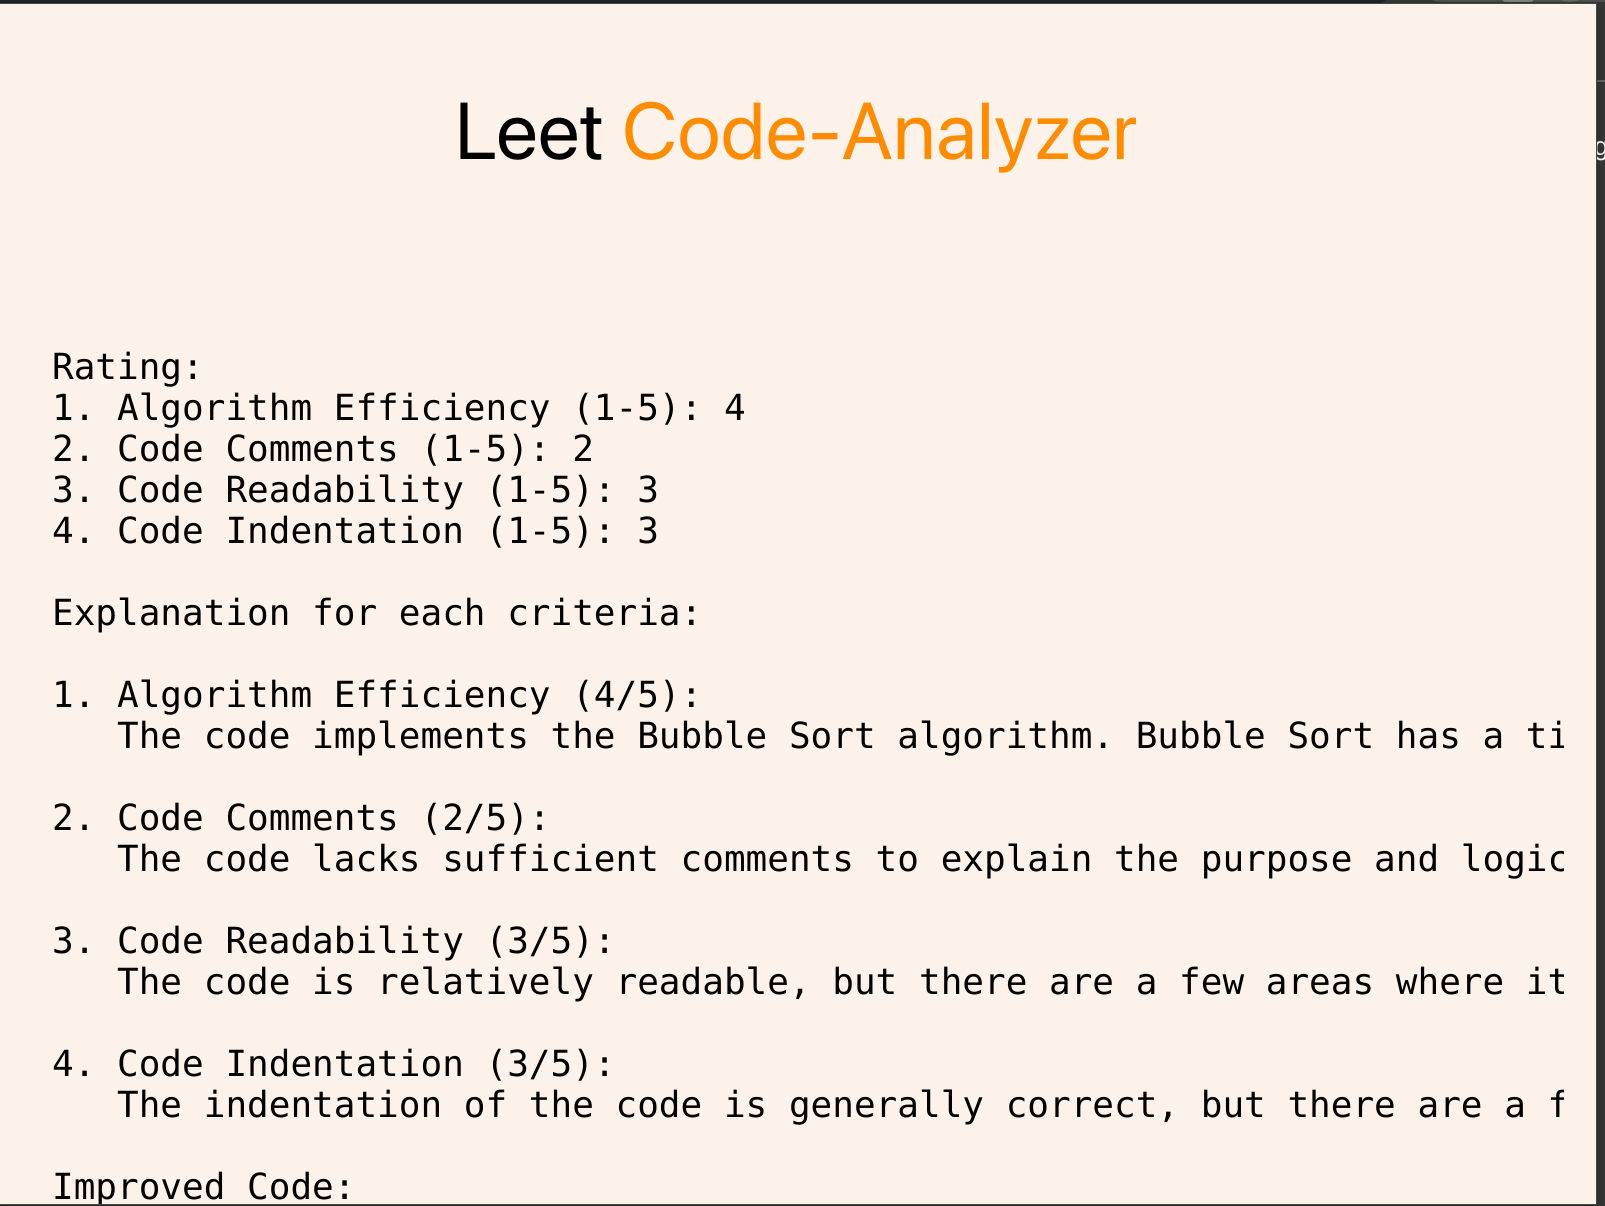 Leet Code-Analyzer
Rating:
1. Algorithm Efficiency (1-5): 4
2. Code Comments (1-5): 2
3. Code Readability (1-5): 3
4. Code Indentation (1-5): 3
Explanation for each criteria:
1. Algorithm Efficiency (4/5):
The code implements the Bubble Sort algorithm. Bubble Sort has a ti
2. Code Comments (2/5):
The code lacks sufficient comments to explain the purpose and logic
3. Code Readability (3/5):
The code is relatively readable, but there are a few areas where it
4. Code Indentation (3/5):
The indentation of the code is generally correct, but there are a f
Improved Code: